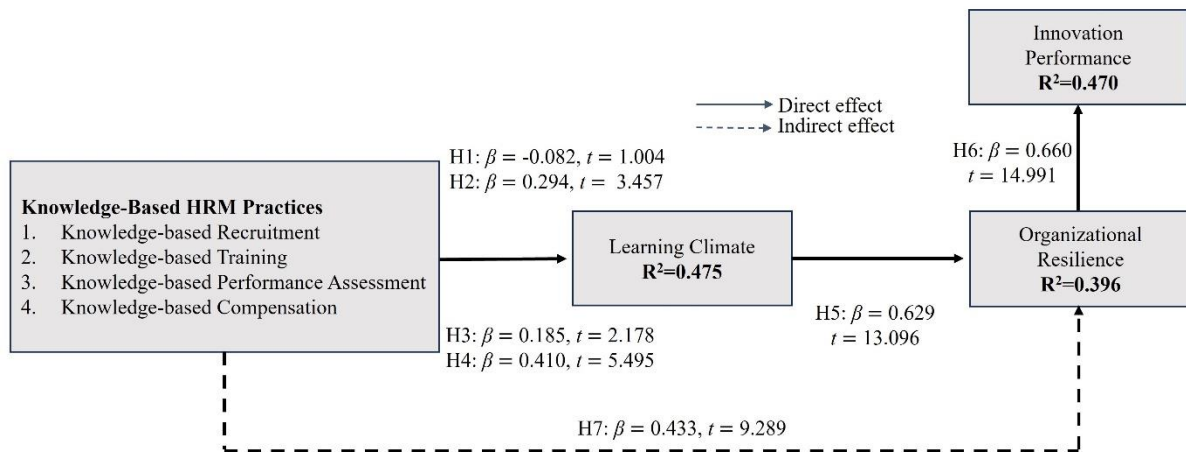 Innovation
Performance
R²=0.470
Direct effect
Indirect effect
H1: β = -0.082, t = 1.004
H2: β = 0.294, t = 3.457
H6: β = 0.660
t = 14.991
Knowledge-Based HRM Practices
1. Knowledge-based Recruitment
2. Knowledge-based Training
3. Knowledge-based Performance Assessment
4. Knowledge-based Compensation
Learning Climate
R²=0.475
Organizational
Resilience
R²=0.396
H3: β = 0.185, t = 2.178
H4: β = 0.410, t = 5.495
H5: β = 0.629
t = 13.096
H7: β = 0.433, t = 9.289